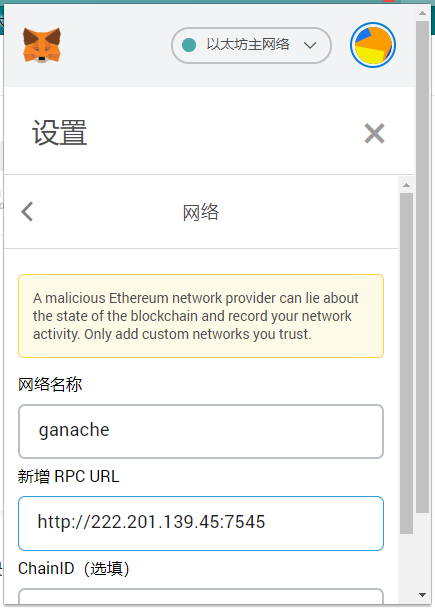 以太坊主网络
设置
网络
A malicious Ethereum network provider can lie about
the state of the blockchain and record your network
activity. Only add custom networks you trust.
网络名称
ganache
新增 RPC URL
http://222.201.139.45:7545
ChainID（选填）